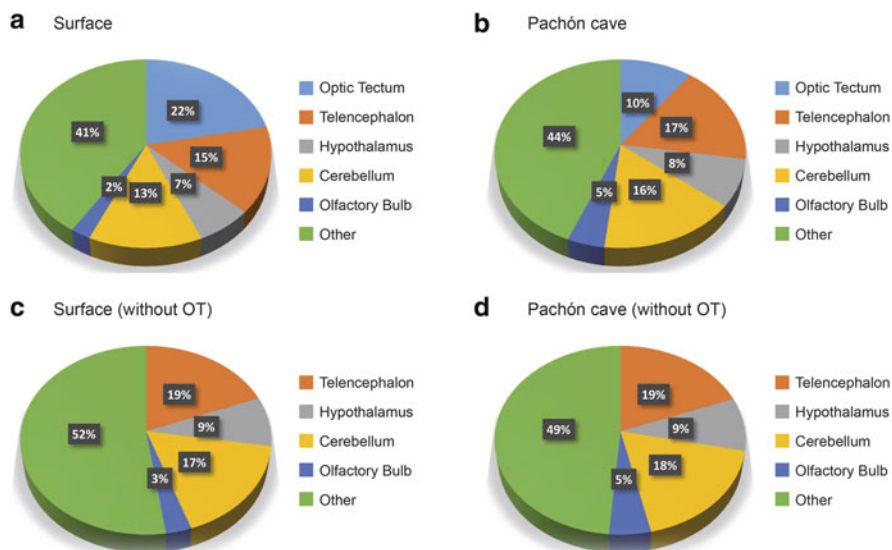 a Surface
22%
15%
7%
13%
2%
41%
Optic Tectum
Telencephalon
Hypothalamus
Cerebellum
Olfactory Bulb
Other
b Pachón cave
10%
17%
8%
16%
5%
44%
Optic Tectum
Telencephalon
Hypothalamus
Cerebellum
Olfactory Bulb
Other
c Surface (without OT)
19%
9%
17%
3%
52%
Telencephalon
Hypothalamus
Cerebellum
Olfactory Bulb
Other
d Pachón cave (without OT)
19%
9%
18%
5%
49%
Telencephalon
Hypothalamus
Cerebellum
Olfactory Bulb
Other